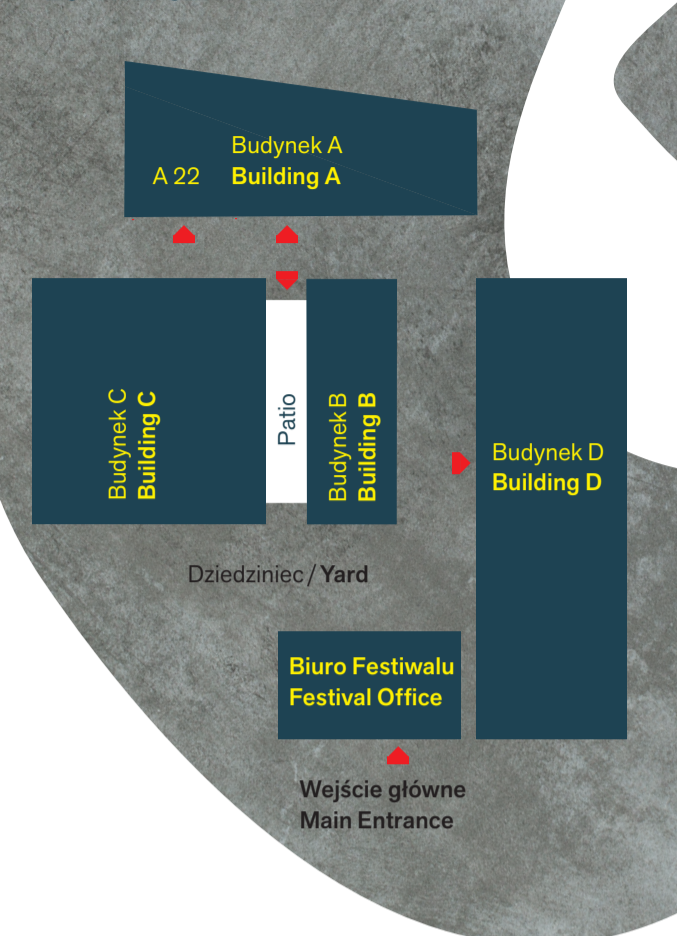 Budynek A
A 22 Building A
Budynek C
Building C
Patio
Budynek B
Building B
Budynek D
Building D
Dziedziniec / Yard
Biuro Festiwalu
Festival Office
Wejście główne
Main Entrance